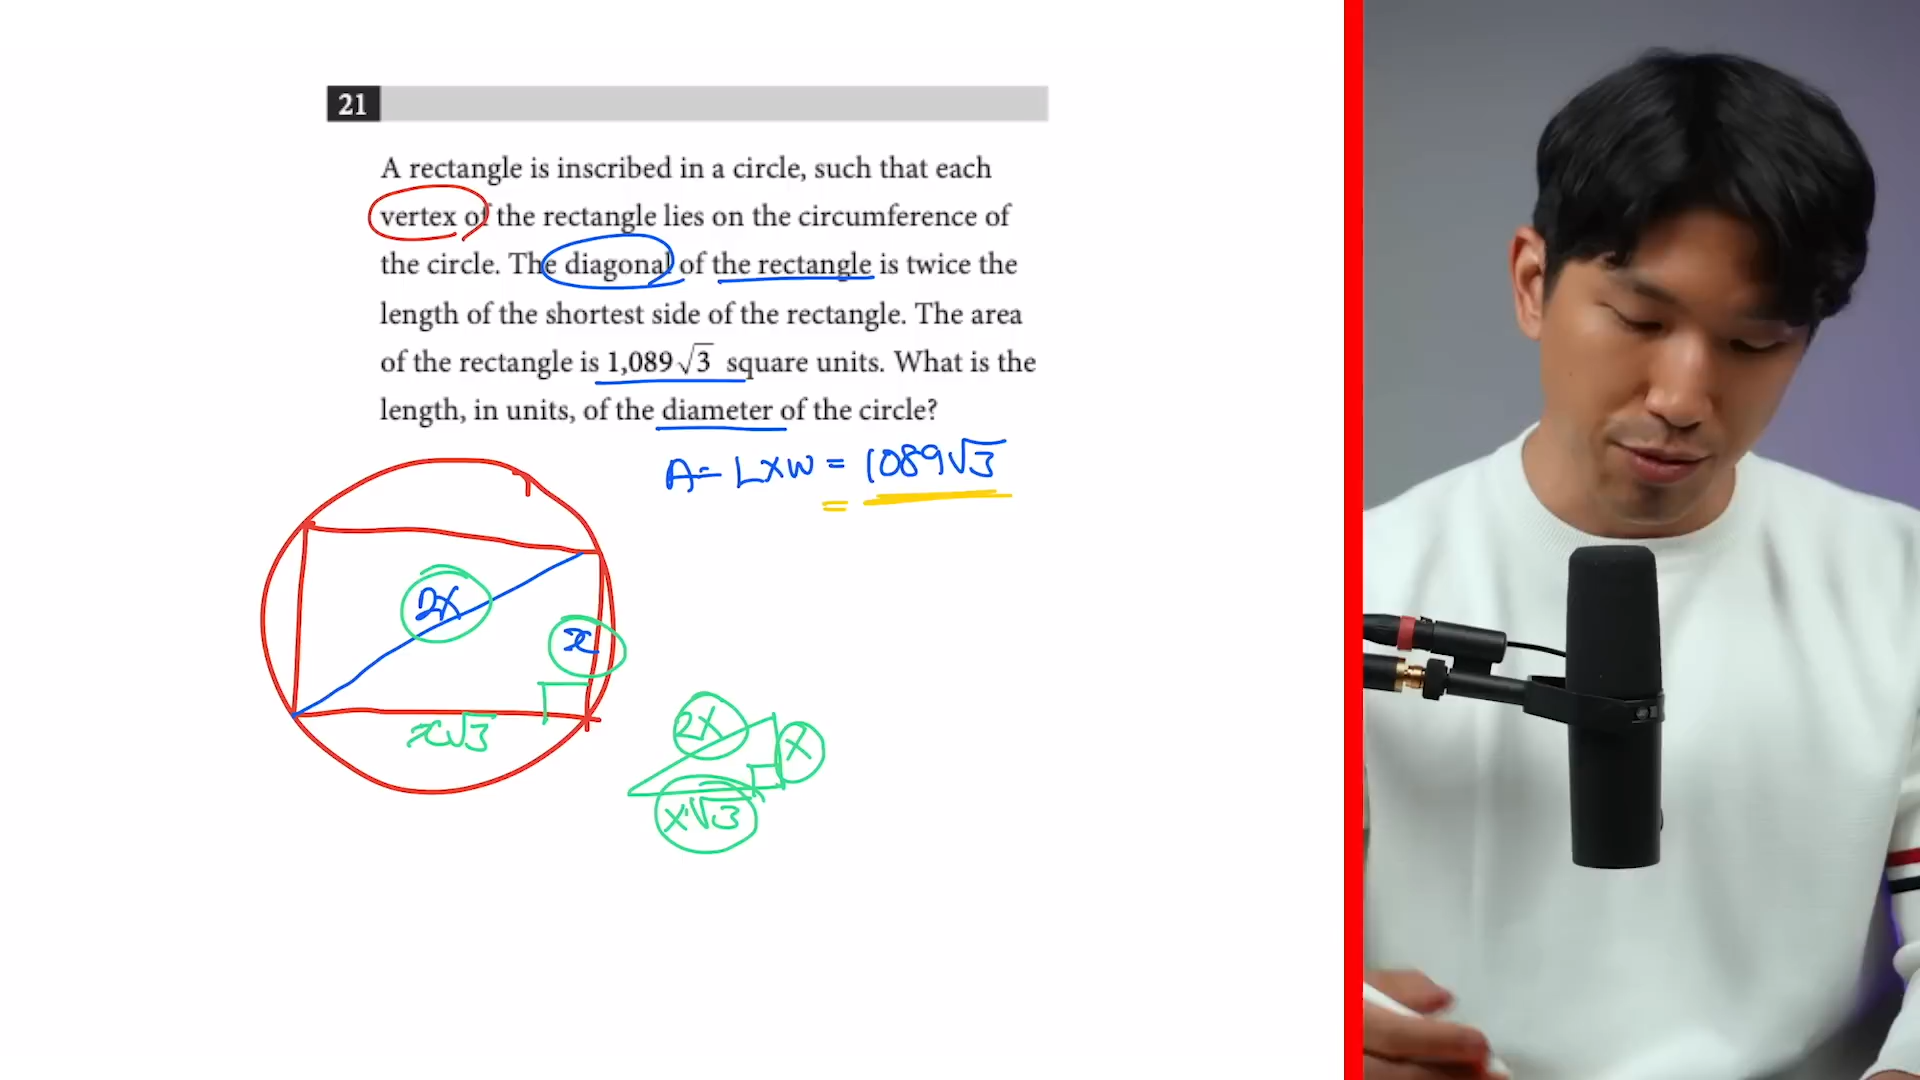 21
A rectangle is inscribed in a circle, such that each
vertex of the rectangle lies on the circumference of
the circle. The diagonal of the rectangle is twice the
length of the shortest side of the rectangle. The area
of the rectangle is 1,089√3 square units. What is the
length, in units, of the diameter of the circle?
A = L x W = 1089√3
2x
x
x√3
2x
x
x√3